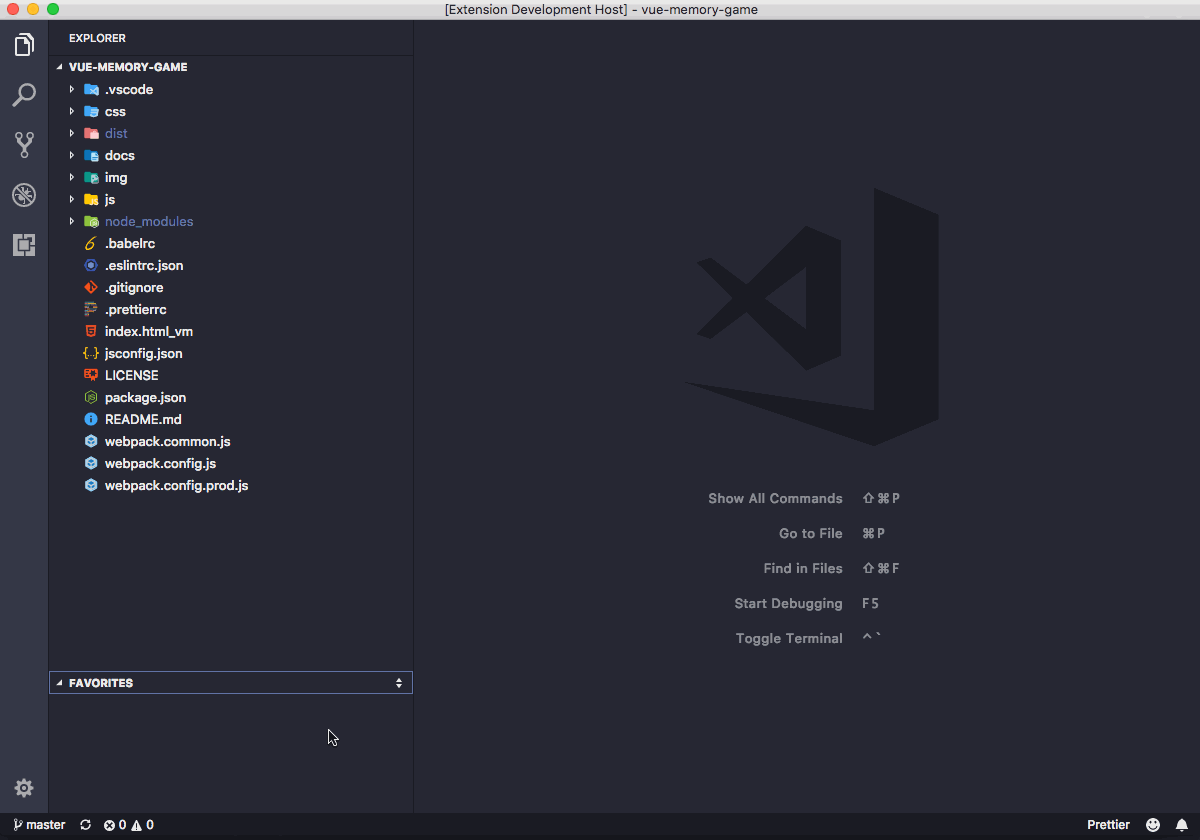 [Extension Development Host] - vue-memory-game
EXPLORER
VUE-MEMORY-GAME
.vscode
css
dist
docs
img
js
node_modules
.babelrc
.eslintrc.json
.gitignore
.prettierrc
index.html_vm
jsconfig.json
LICENSE
package.json
README.md
webpack.common.js
webpack.config.js
webpack.config.prod.js
Show All Commands ⇧⌘P
Go to File ⌘P
Find in Files ⇧⌘F
Start Debugging F5
Toggle Terminal ^`
FAVORITES
master 0 0 Prettier